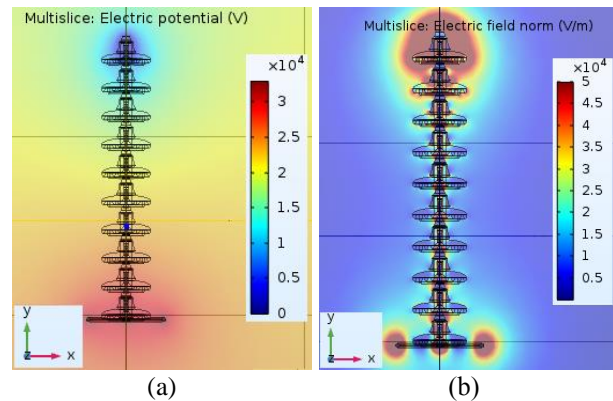 Multislice: Electric potential (V)
×10⁴
3
2.5
2
1.5
1
0.5
0
y
z x
(a)
Multislice: Electric field norm (V/m)
×10⁴
5
4.5
4
3.5
3
2.5
2
1.5
1
0.5
y
z x
(b)